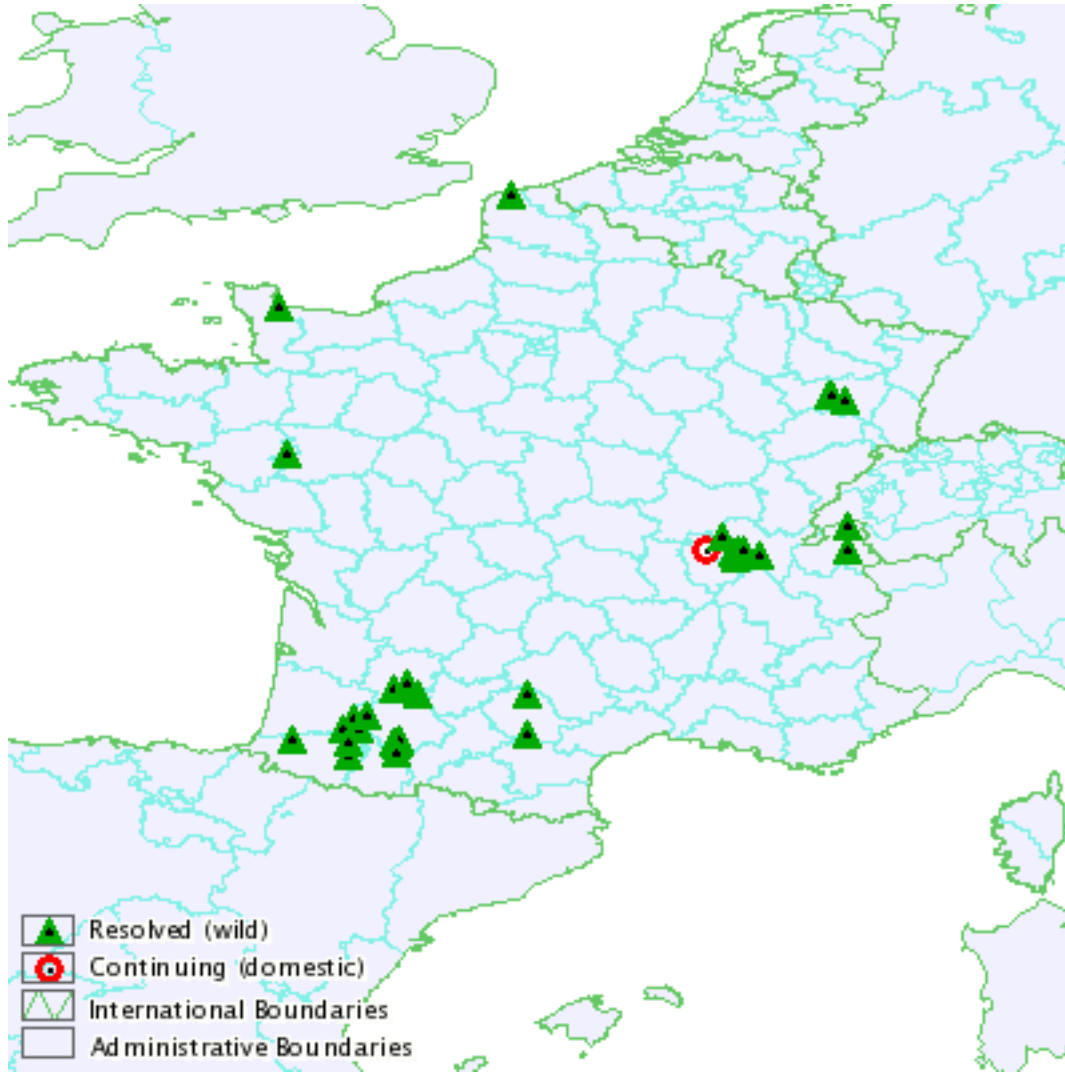 Resolved (wild)
Continuing (domestic)
International Boundaries
Administrative Boundaries